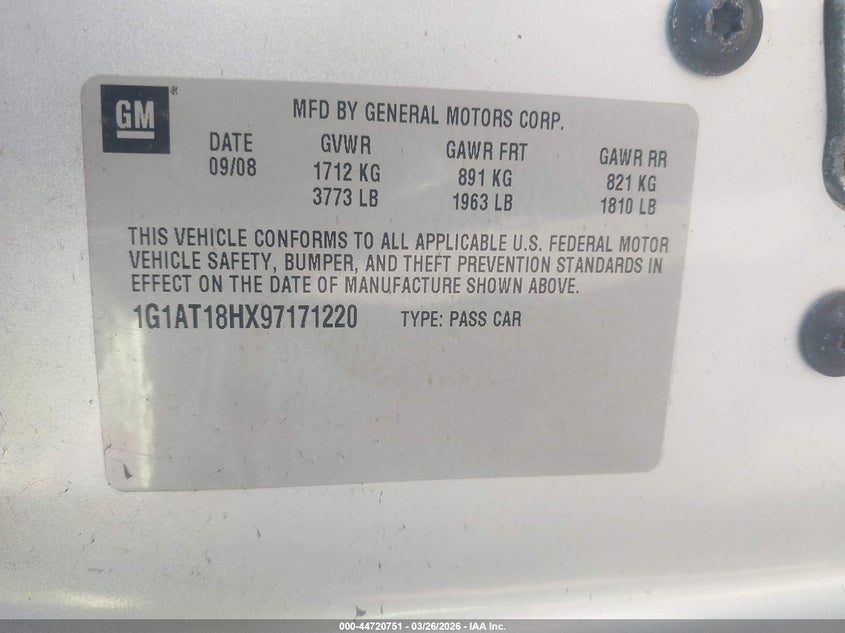 GM ®
MFD BY GENERAL MOTORS CORP.
DATE GVWR GAWR FRT GAWR RR
09/08 1712 KG 891 KG 821 KG
3773 LB 1963 LB 1810 LB
THIS VEHICLE CONFORMS TO ALL APPLICABLE U.S. FEDERAL MOTOR
VEHICLE SAFETY, BUMPER, AND THEFT PREVENTION STANDARDS IN
EFFECT ON THE DATE OF MANUFACTURE SHOWN ABOVE.
1G1AT18HX97171220 TYPE: PASS CAR
000-44720751 — 03/26/2026 — IAA Inc.